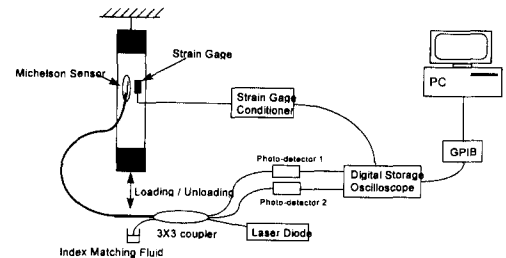 Strain Gage
Michelson Sensor
PC
Strain Gage
Conditioner
GPIB
Photo-detector 1
Digital Storage
Oscilloscope
Loading / Unloading
Photo-detector 2
3X3 coupler
Laser Diode
Index Matching Fluid